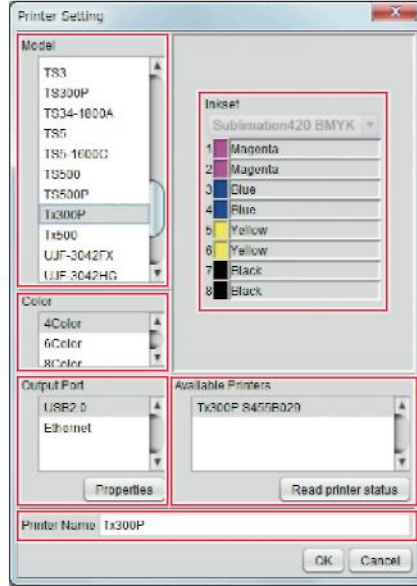 Printer Setting
Model
TS3
TS300P
TS34-1800A
TS5
TS5-1600C
TS500
TS500P
Tx300P
Tx500
UJF-3042FX
UJF-3042HG
Inkset
Sublimation420 BMYK
1 Magenta
2 Magenta
3 Blue
4 Blue
5 Yellow
6 Yellow
7 Black
8 Black
Color
4Color
6Color
8Color
Output Port
USB2.0
Ethernet
Properties
Available Printers
Tx300P S455B029
Read printer status
Printer Name Tx300P
OK Cancel